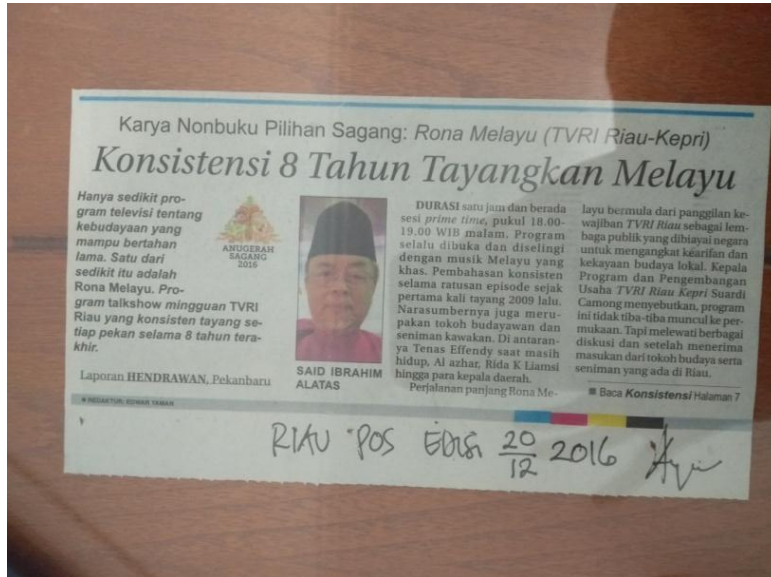 Karya Nonbuku Pilihan Sagang: Rona Melayu (TVRI Riau-Kepri)
Konsistensi 8 Tahun Tayangkan Melayu
Hanya sedikit pro-
gram televisi tentang
kebudayaan yang
mampu bertahan
lama. Satu dari
sedikit itu adalah
Rona Melayu. Pro-
gram talkshow mingguan TVRI
Riau yang konsisten tayang se-
tiap pekan selama 8 tahun tera-
khir.
Laporan HENDRAWAN, Pekanbaru
ANUGERAH
SAGANG
2016
SAID IBRAHIM
ALATAS
DURASI satu jam dan berada
sesi prime time, pukul 18.00-
19.00 WIB malam. Program
selalu dibuka dan diselingi
dengan musik Melayu yang
khas. Pembahasan konsisten
selama ratusan episode sejak
pertama kali tayang 2009 lalu.
Narasumbernya juga meru-
pakan tokoh budayawan dan
seniman kawakan. Di antaran-
ya Tenas Effendy saat masih
hidup, Al azhar, Rida K Liamsi
hingga para kepala daerah.
Perjalanan panjang Rona Me-
layu bermula dari panggilan ke-
wajiban TVRI Riau sebagai lem-
baga publik yang dibiayai negara
untuk mengangkat kearifan dan
kekayaan budaya lokal. Kepala
Program dan Pengembangan
Usaha TVRI Riau Kepri Suardi
Camong menyebutkan, program
ini tidak tiba-tiba muncul ke per-
mukaan. Tapi melewati berbagai
diskusi dan setelah menerima
masukan dari tokoh budaya serta
seniman yang ada di Riau.
■ Baca Konsistensi Halaman 7
REDAKTUR: EDWAR YAMAN
RIAU POS EDISI 20/12 2016